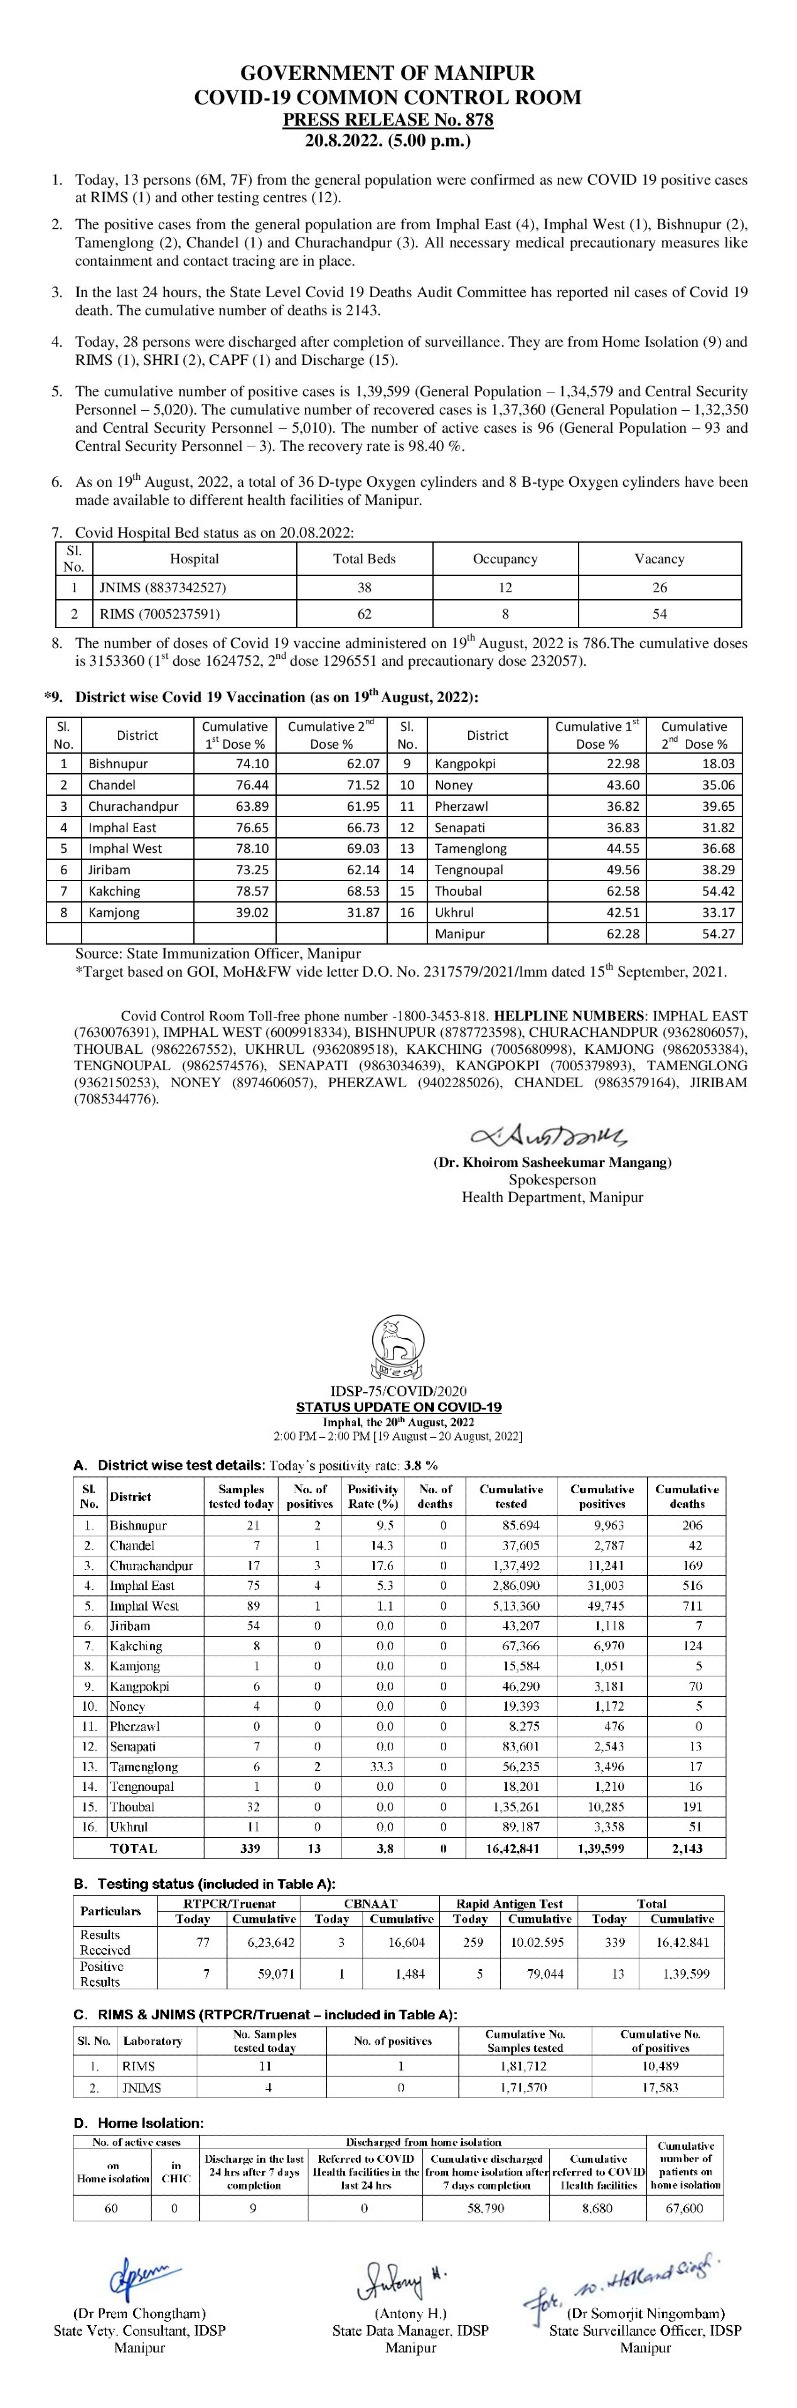 GOVERNMENT OF MANIPUR
COVID-19 COMMON CONTROL ROOM
PRESS RELEASE No. 878
20.8.2022. (5.00 p.m.)
1. Today, 13 persons (6M, 7F) from the general population were confirmed as new COVID 19 positive cases
at RIMS (1) and other testing centres (12).
2. The positive cases from the general population are from Imphal East (4), Imphal West (1), Bishnupur (2),
Tamenglong (2), Chandel (1) and Churachandpur (3). All necessary medical precautionary measures like
containment and contact tracing are in place.
3. In the last 24 hours, the State Level Covid 19 Deaths Audit Committee has reported nil cases of Covid 19
death. The cumulative number of deaths is 2143.
4. Today, 28 persons were discharged after completion of surveillance. They are from Home Isolation (9) and
RIMS (1), SHRI (2), CAPF (1) and Discharge (15).
5. The cumulative number of positive cases is 1,39,599 (General Population – 1,34,579 and Central Security
Personnel – 5,020). The cumulative number of recovered cases is 1,37,360 (General Population – 1,32,350
and Central Security Personnel – 5,010). The number of active cases is 96 (General Population – 93 and
Central Security Personnel – 3). The recovery rate is 98.40 %.
6. As on 19th August, 2022, a total of 36 D-type Oxygen cylinders and 8 B-type Oxygen cylinders have been
made available to different health facilities of Manipur.
7. Covid Hospital Bed status as on 20.08.2022:
Sl. No. Hospital Total Beds Occupancy Vacancy
1 JNIMS (8837342527) 38 12 26
2 RIMS (7005237591) 62 8 54
8. The number of doses of Covid 19 vaccine administered on 19th August, 2022 is 786.The cumulative doses
is 3153360 (1st dose 1624752, 2nd dose 1296551 and precautionary dose 232057).
*9. District wise Covid 19 Vaccination (as on 19th August, 2022):
Sl. No. District Cumulative 1st Dose % Cumulative 2nd Dose % Sl. No. District Cumulative 1st Dose % Cumulative 2nd Dose %
1 Bishnupur 74.10 62.07 9 Kangpokpi 22.98 18.03
2 Chandel 76.44 71.52 10 Noney 43.60 35.06
3 Churachandpur 63.89 61.95 11 Pherzawl 36.82 39.65
4 Imphal East 76.65 66.73 12 Senapati 36.83 31.82
5 Imphal West 78.10 69.03 13 Tamenglong 44.55 36.68
6 Jiribam 73.25 62.14 14 Tengnoupal 49.56 38.29
7 Kakching 78.57 68.53 15 Thoubal 62.58 54.42
8 Kamjong 39.02 31.87 16 Ukhrul 42.51 33.17
Manipur 62.28 54.27
Source: State Immunization Officer, Manipur
*Target based on GOI, MoH&FW vide letter D.O. No. 2317579/2021/lmm dated 15th September, 2021.
Covid Control Room Toll-free phone number -1800-3453-818. HELPLINE NUMBERS: IMPHAL EAST
(7630076391), IMPHAL WEST (6009918334), BISHNUPUR (8787723598), CHURACHANDPUR (9362806057),
THOUBAL (9862267552), UKHRUL (9362089518), KAKCHING (7005680998), KAMJONG (9862053384),
TENGNOUPAL (9862574576), SENAPATI (9863034639), KANGPOKPI (7005379893), TAMENGLONG
(9362150253), NONEY (8974606057), PHERZAWL (9402285026), CHANDEL (9863579164), JIRIBAM
(7085344776).
(Dr. Khoirom Sasheekumar Mangang)
Spokesperson
Health Department, Manipur
IDSP-75/COVID/2020
STATUS UPDATE ON COVID-19
Imphal, the 20th August, 2022
2:00 PM – 2:00 PM [19 August – 20 August, 2022]
A. District wise test details: Today's positivity rate: 3.8 %
Sl. No. District Samples tested today No. of positives Positivity Rate (%) No. of deaths Cumulative tested Cumulative positives Cumulative deaths
1. Bishnupur 21 2 9.5 0 85,694 9,963 206
2. Chandel 7 1 14.3 0 37,605 2,787 42
3. Churachandpur 17 3 17.6 0 1,37,492 11,241 169
4. Imphal East 75 4 5.3 0 2,86,090 31,003 516
5. Imphal West 89 1 1.1 0 5,13,360 49,745 711
6. Jiribam 54 0 0.0 0 43,207 1,118 7
7. Kakching 8 0 0.0 0 67,366 6,970 124
8. Kamjong 1 0 0.0 0 15,584 1,051 5
9. Kangpokpi 6 0 0.0 0 46,290 3,181 70
10. Noney 4 0 0.0 0 19,393 1,172 5
11. Pherzawl 0 0 0.0 0 8,275 476 0
12. Senapati 7 0 0.0 0 83,601 2,543 13
13. Tamenglong 6 2 33.3 0 56,235 3,496 17
14. Tengnoupal 1 0 0.0 0 18,201 1,210 16
15. Thoubal 32 0 0.0 0 1,35,261 10,285 191
16. Ukhrul 11 0 0.0 0 89,187 3,358 51
TOTAL 339 13 3.8 0 16,42,841 1,39,599 2,143
B. Testing status (included in Table A):
Particulars RTPCR/Truenat CBNAAT Rapid Antigen Test Total
Today Cumulative Today Cumulative Today Cumulative Today Cumulative
Results Received 77 6,23,642 3 16,604 259 10,02,595 339 16,42,841
Positive Results 7 59,071 1 1,484 5 79,044 13 1,39,599
C. RIMS & JNIMS (RTPCR/Truenat – included in Table A):
Sl. No. Laboratory No. Samples tested today No. of positives Cumulative No. Samples tested Cumulative No. of positives
1. RIMS 11 1 1,81,712 10,489
2. JNIMS 4 0 1,71,570 17,583
D. Home Isolation:
No. of active cases Discharged from home isolation Cumulative number of patients on home isolation
on Home isolation in CHIC Discharge in the last 24 hrs after 7 days completion Referred to COVID Health facilities in the last 24 hrs Cumulative discharged from home isolation after 7 days completion Cumulative referred to COVID Health facilities
60 0 9 0 58,790 8,680 67,600
Antony H.
for, W. Holland Singh.
(Dr Prem Chongtham) (Antony H.) (Dr Somorjit Ningombam)
State Vety. Consultant, IDSP State Data Manager, IDSP State Surveillance Officer, IDSP
Manipur Manipur Manipur